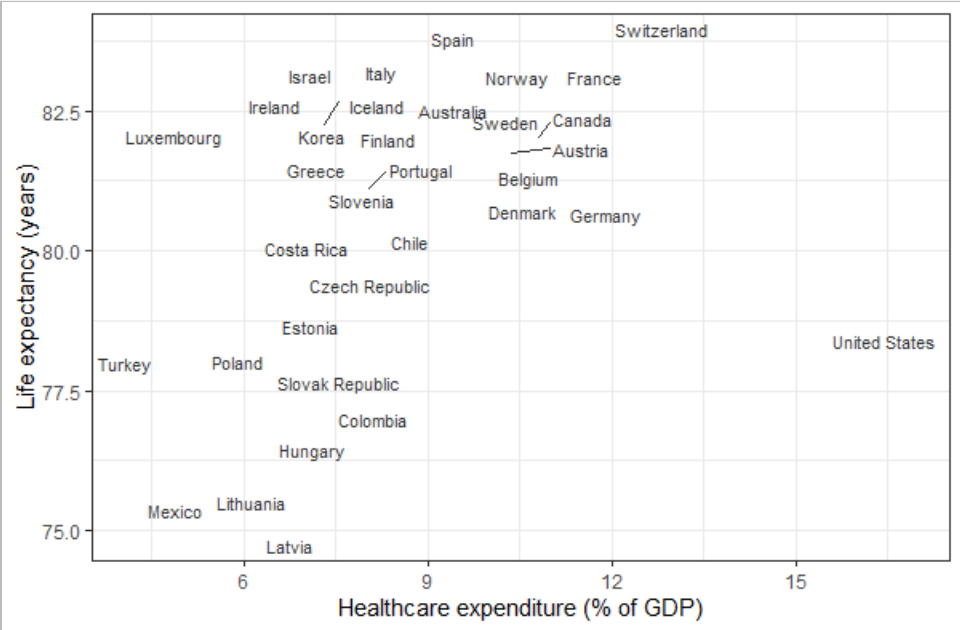 Switzerland
Spain
Israel
Italy
Norway
France
82.5
Ireland
Iceland
Australia
Sweden
Canada
Luxembourg
Korea
Finland
Austria
Greece
Portugal
Belgium
Slovenia
Denmark
Germany
80.0
Costa Rica
Chile
Czech Republic
Estonia
United States
Turkey
Poland
77.5
Slovak Republic
Colombia
Hungary
Mexico
Lithuania
75.0
Latvia
Life expectancy (years)
6
9
12
15
Healthcare expenditure (% of GDP)